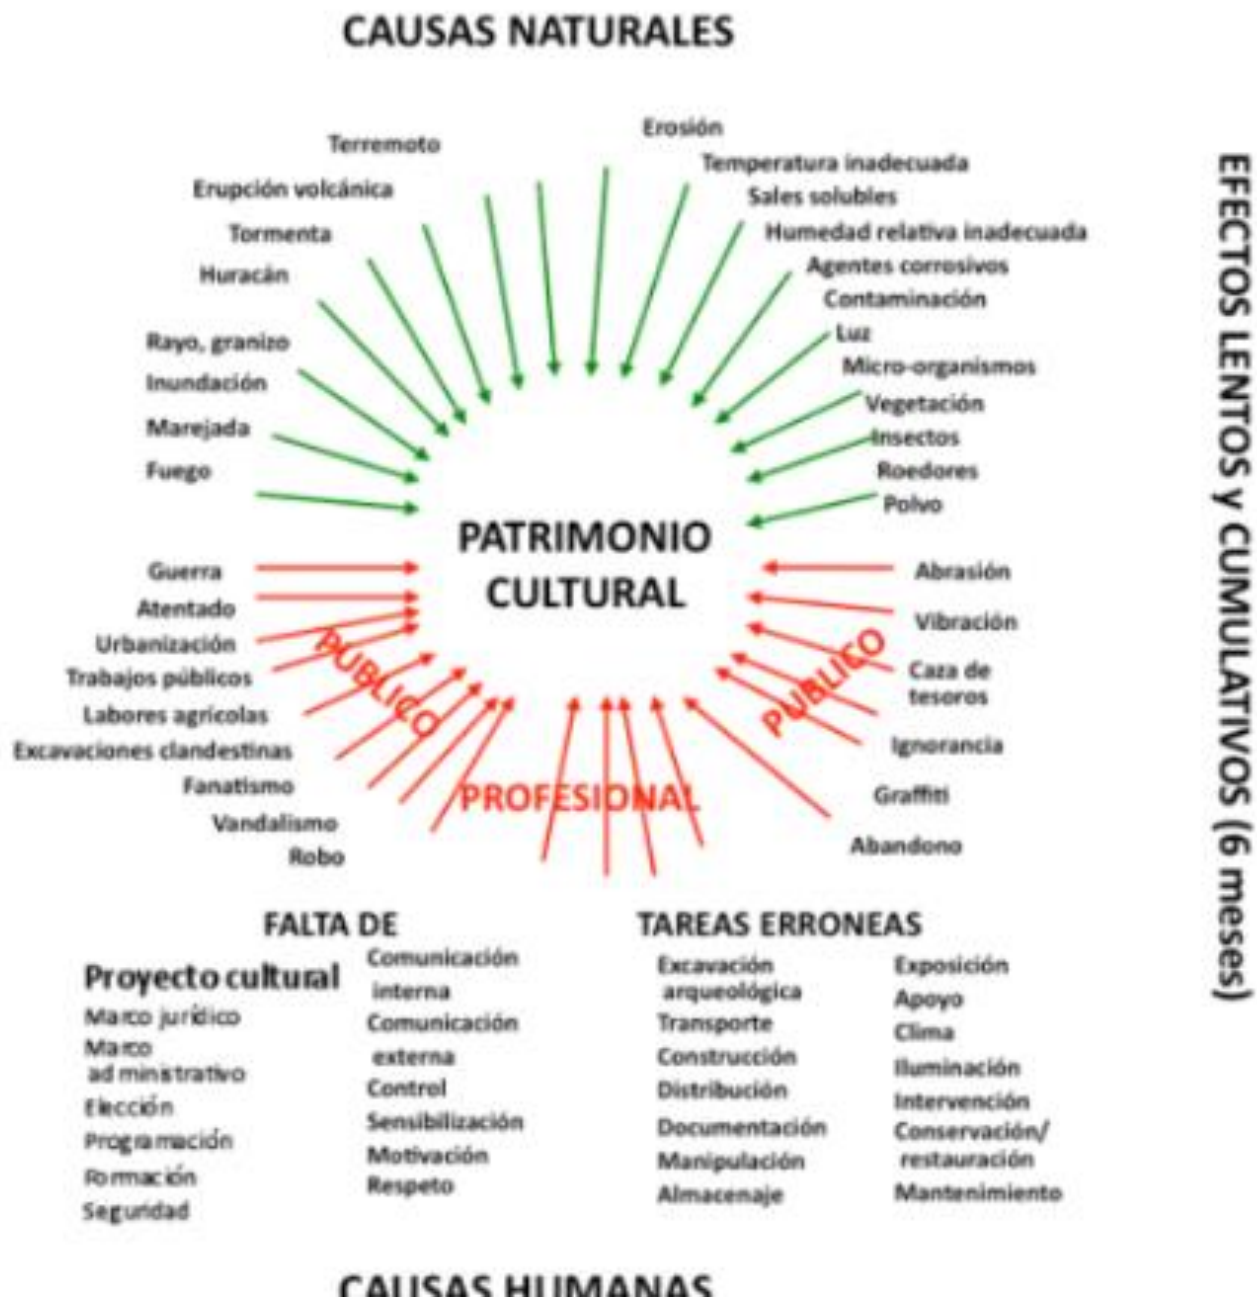 CAUSAS NATURALES
Terremoto
Erupción volcánica
Tormenta
Huracán
Rayo, granizo
Inundación
Marejada
Fuego
Erosión
Temperatura inadecuada
Sales solubles
Humedad relativa inadecuada
Agentes corrosivos
Contaminación
Luz
Micro-organismos
Vegetación
Insectos
Roedores
Polvo
PATRIMONIO
CULTURAL
Guerra
Atentado
Urbanización
Trabajos públicos
Labores agrícolas
Excavaciones clandestinas
Fanatismo
Vandalismo
Robo
PÚBLICO
PROFESIONAL
PUBLICO
Abrasión
Vibración
Caza de
tesoros
Ignorancia
Graffiti
Abandono
FALTA DE
Proyecto cultural
Marco jurídico
Marco
administrativo
Elección
Programación
Formación
Seguridad
Comunicación
interna
Comunicación
externa
Control
Sensibilización
Motivación
Respeto
TAREAS ERRONEAS
Excavación
arqueológica
Transporte
Construcción
Distribución
Documentación
Manipulación
Almacenaje
Exposición
Apoyo
Clima
Iluminación
Intervención
Conservación/
restauración
Mantenimiento
CAUSAS HUMANAS
EFECTOS LENTOS y CUMULATIVOS (6 meses)